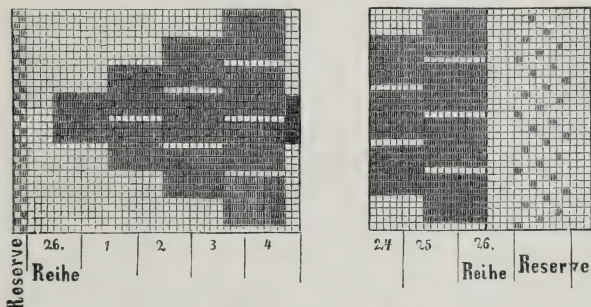 Reserve
26. 1 2 3 4
Reihe
24 25 26.
Reihe Reserve